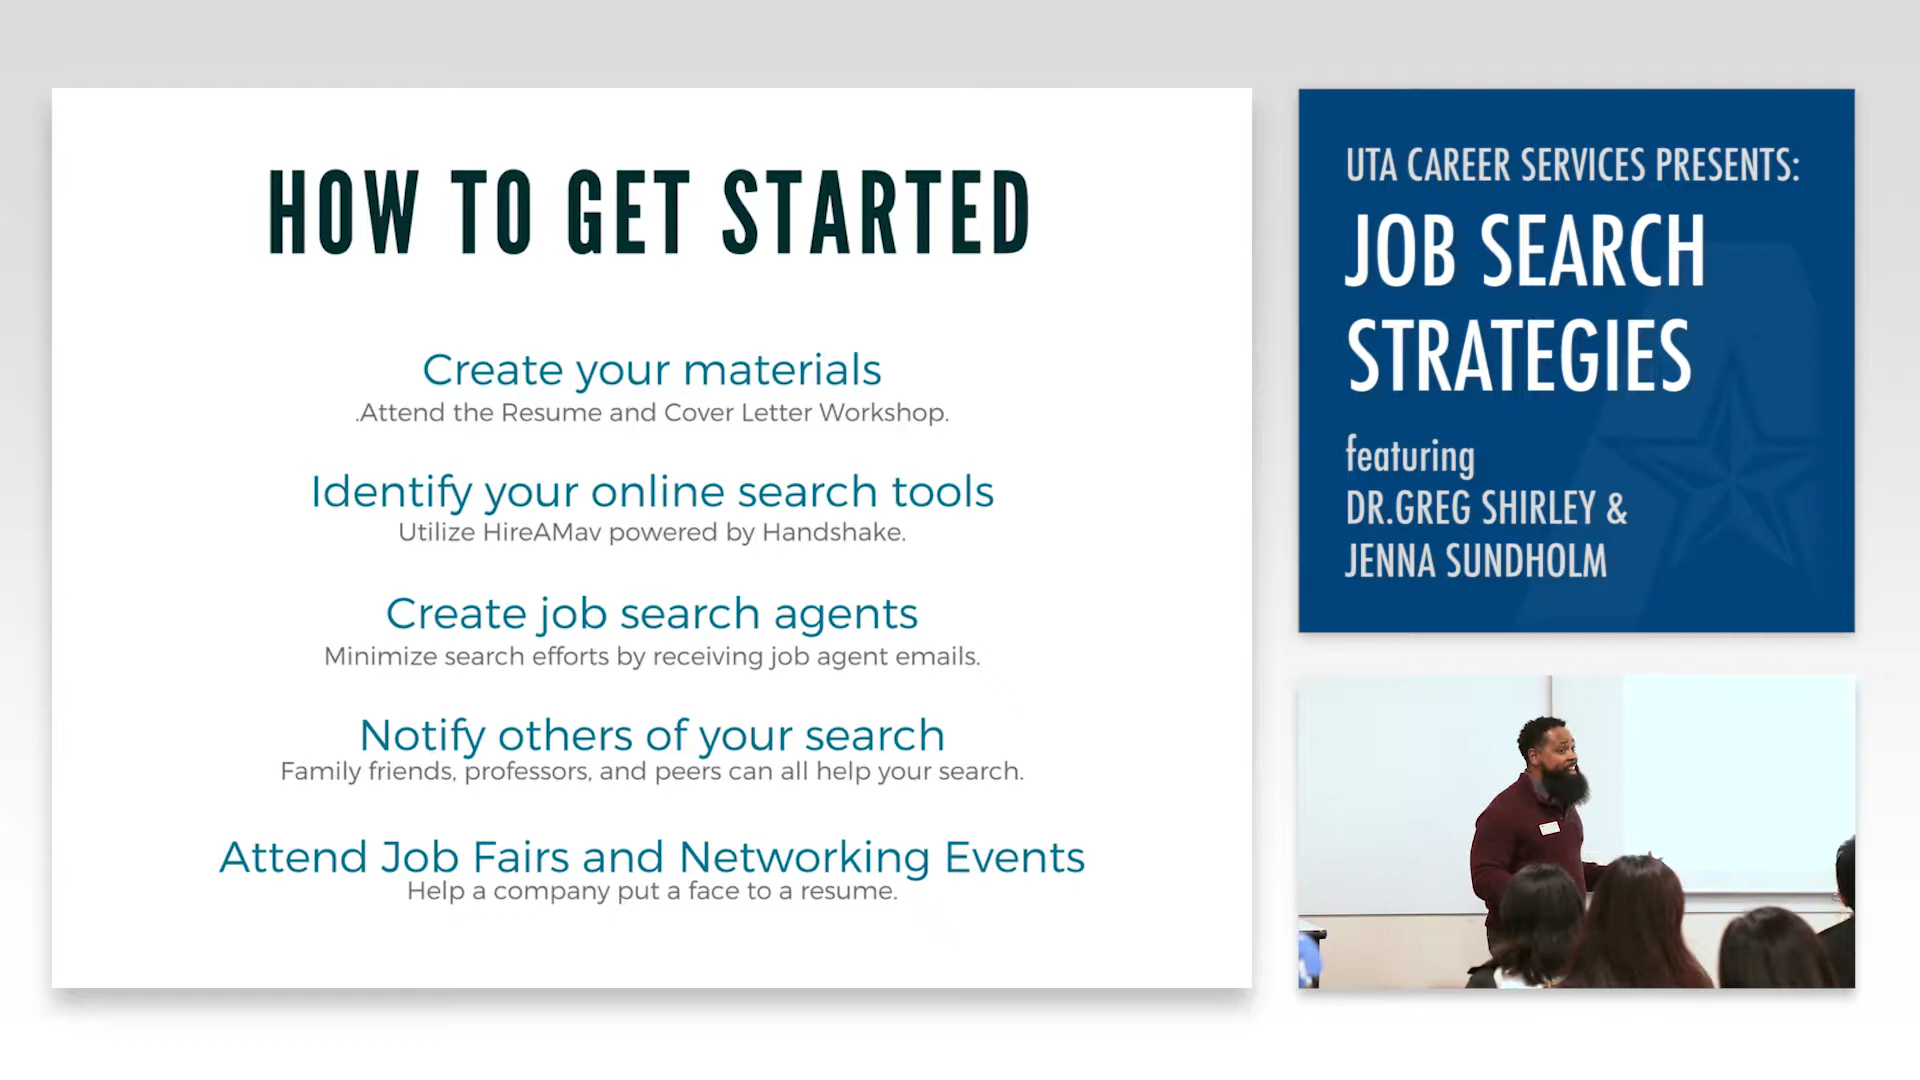 HOW TO GET STARTED
Create your materials
.Attend the Resume and Cover Letter Workshop.
Identify your online search tools
Utilize HireAMav powered by Handshake.
Create job search agents
Minimize search efforts by receiving job agent emails.
Notify others of your search
Family friends, professors, and peers can all help your search.
Attend Job Fairs and Networking Events
Help a company put a face to a resume.
UTA CAREER SERVICES PRESENTS:
JOB SEARCH
STRATEGIES
featuring
DR.GREG SHIRLEY &
JENNA SUNDHOLM